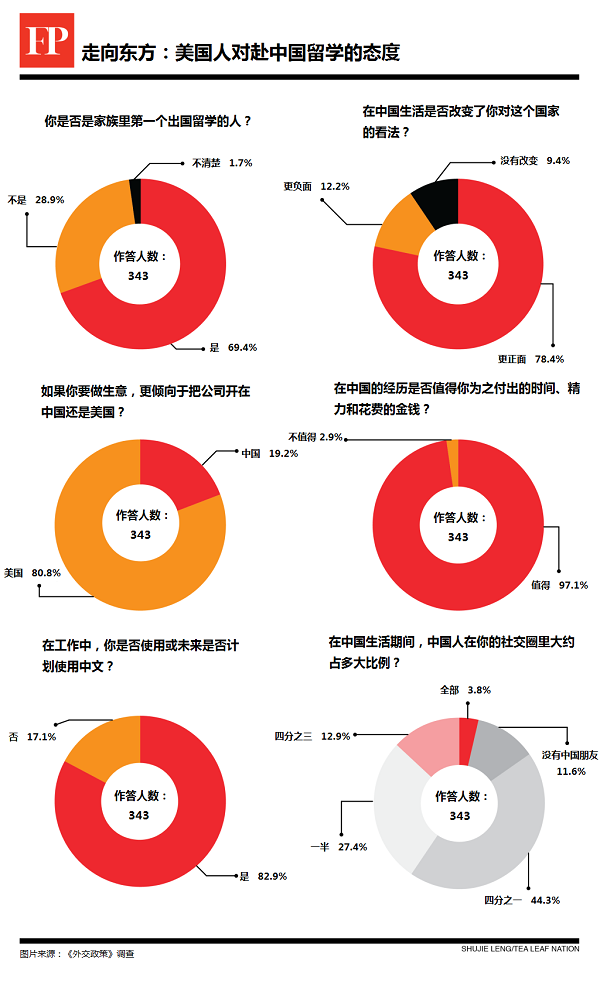 FP
走向东方：美国人对赴中国留学的态度
你是否是家族里第一个出国留学的人？
不清楚 1.7%
不是 28.9%
作答人数：
343
是 69.4%
在中国生活是否改变了你对这个国家
的看法？
没有改变 9.4%
更负面 12.2%
作答人数：
343
更正面 78.4%
如果你要做生意，更倾向于把公司开在
中国还是美国？
中国 19.2%
作答人数：
343
美国 80.8%
在中国的经历是否值得你为之付出的时间、精
力和花费的金钱？
不值得 2.9%
作答人数：
343
值得 97.1%
在工作中，你是否使用或未来是否计
划使用中文？
否 17.1%
作答人数：
343
是 82.9%
在中国生活期间，中国人在你的社交圈里大约
占多大比例？
全部 3.8%
四分之三 12.9%
没有中国朋友
11.6%
作答人数：
343
一半 27.4%
四分之一 44.3%
图片来源：《外交政策》调查
SHUJIE LENG/TEA LEAF NATION